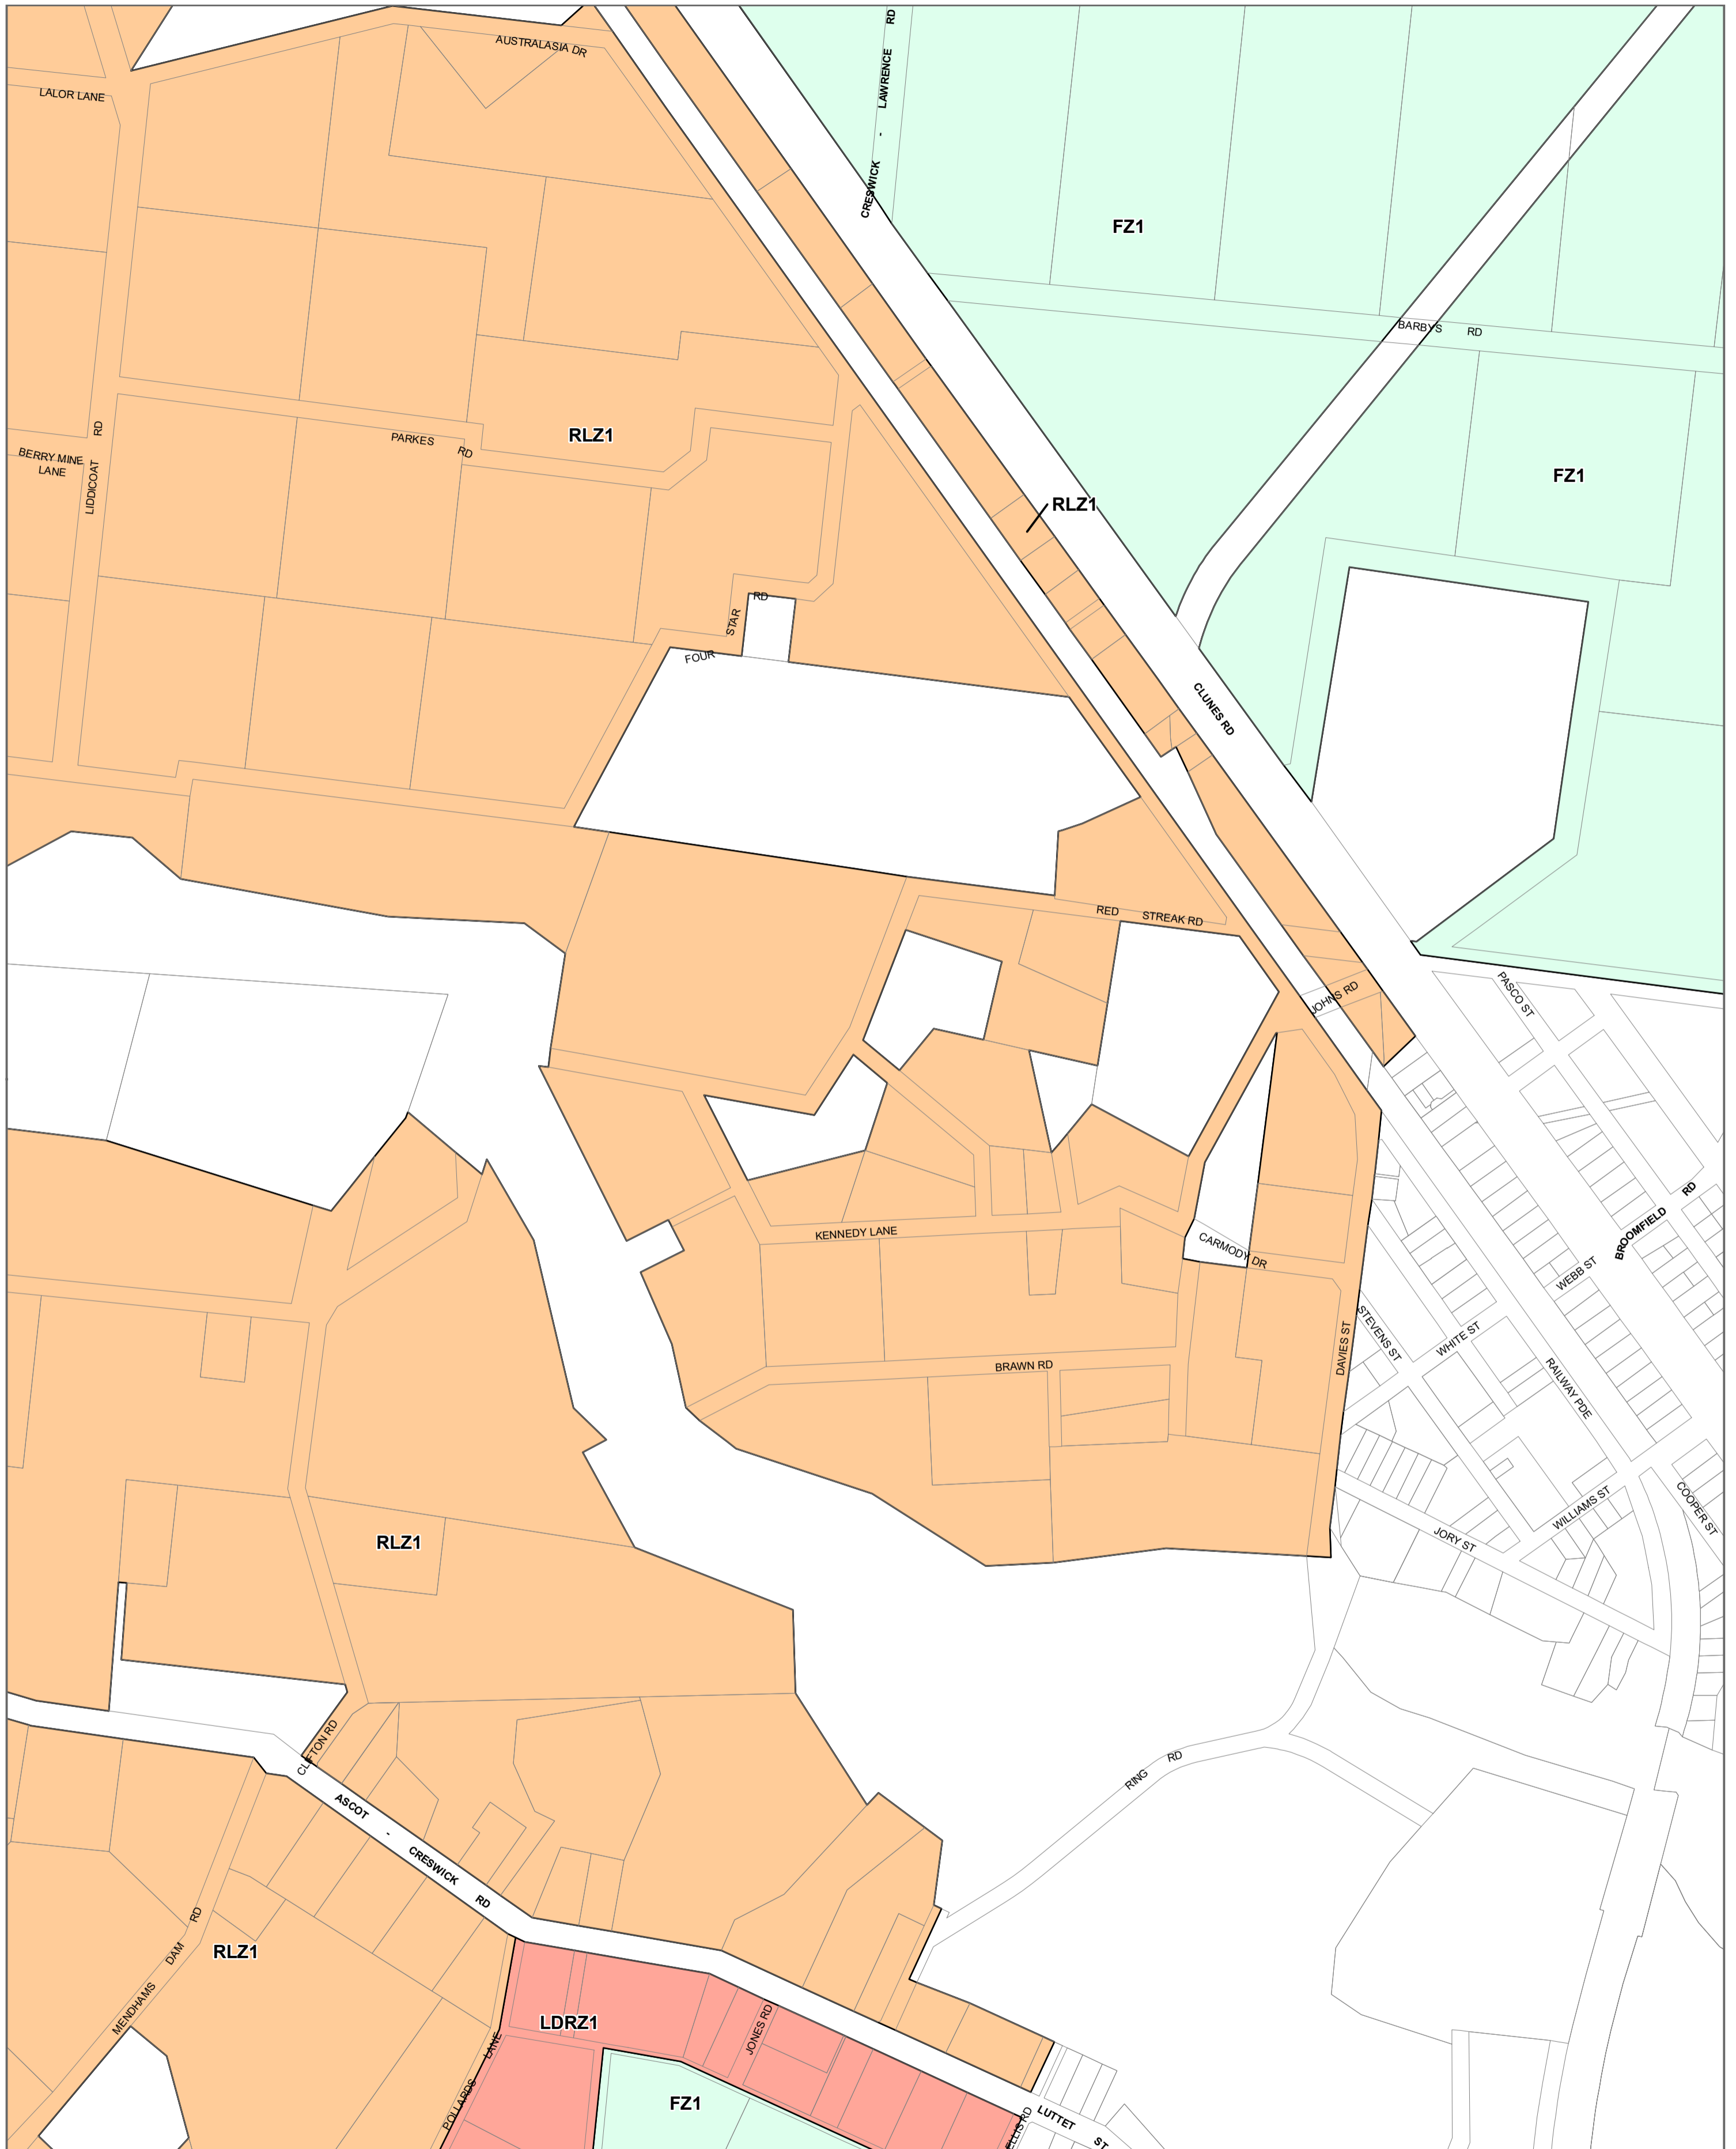 AUSTRALASIA DR
LALOR LANE
CRESWICK - LAWRENCE RD
FZ1
BARBYS RD
RLZ1
PARKES RD
BERRY MINE
LANE
LIDDICOAT RD
FZ1
RLZ1
FOUR STAR RD
CLUNES RD
RED STREAK RD
JOHNS RD
PASCO ST
BROOMFIELD RD
KENNEDY LANE
CARMODY DR
WEBB ST
STEVENS ST
WHITE ST
DAVIES ST
BRAWN RD
RAILWAY PDE
WILLIAMS ST
COOPER ST
JORY ST
RLZ1
CLIFTON RD
RING RD
ASCOT - CRESWICK RD
RLZ1
MENDHAMS DAM RD
LDRZ1
JONES RD
POLLARDS LANE
FZ1
ELLIS RD
LUTTET ST